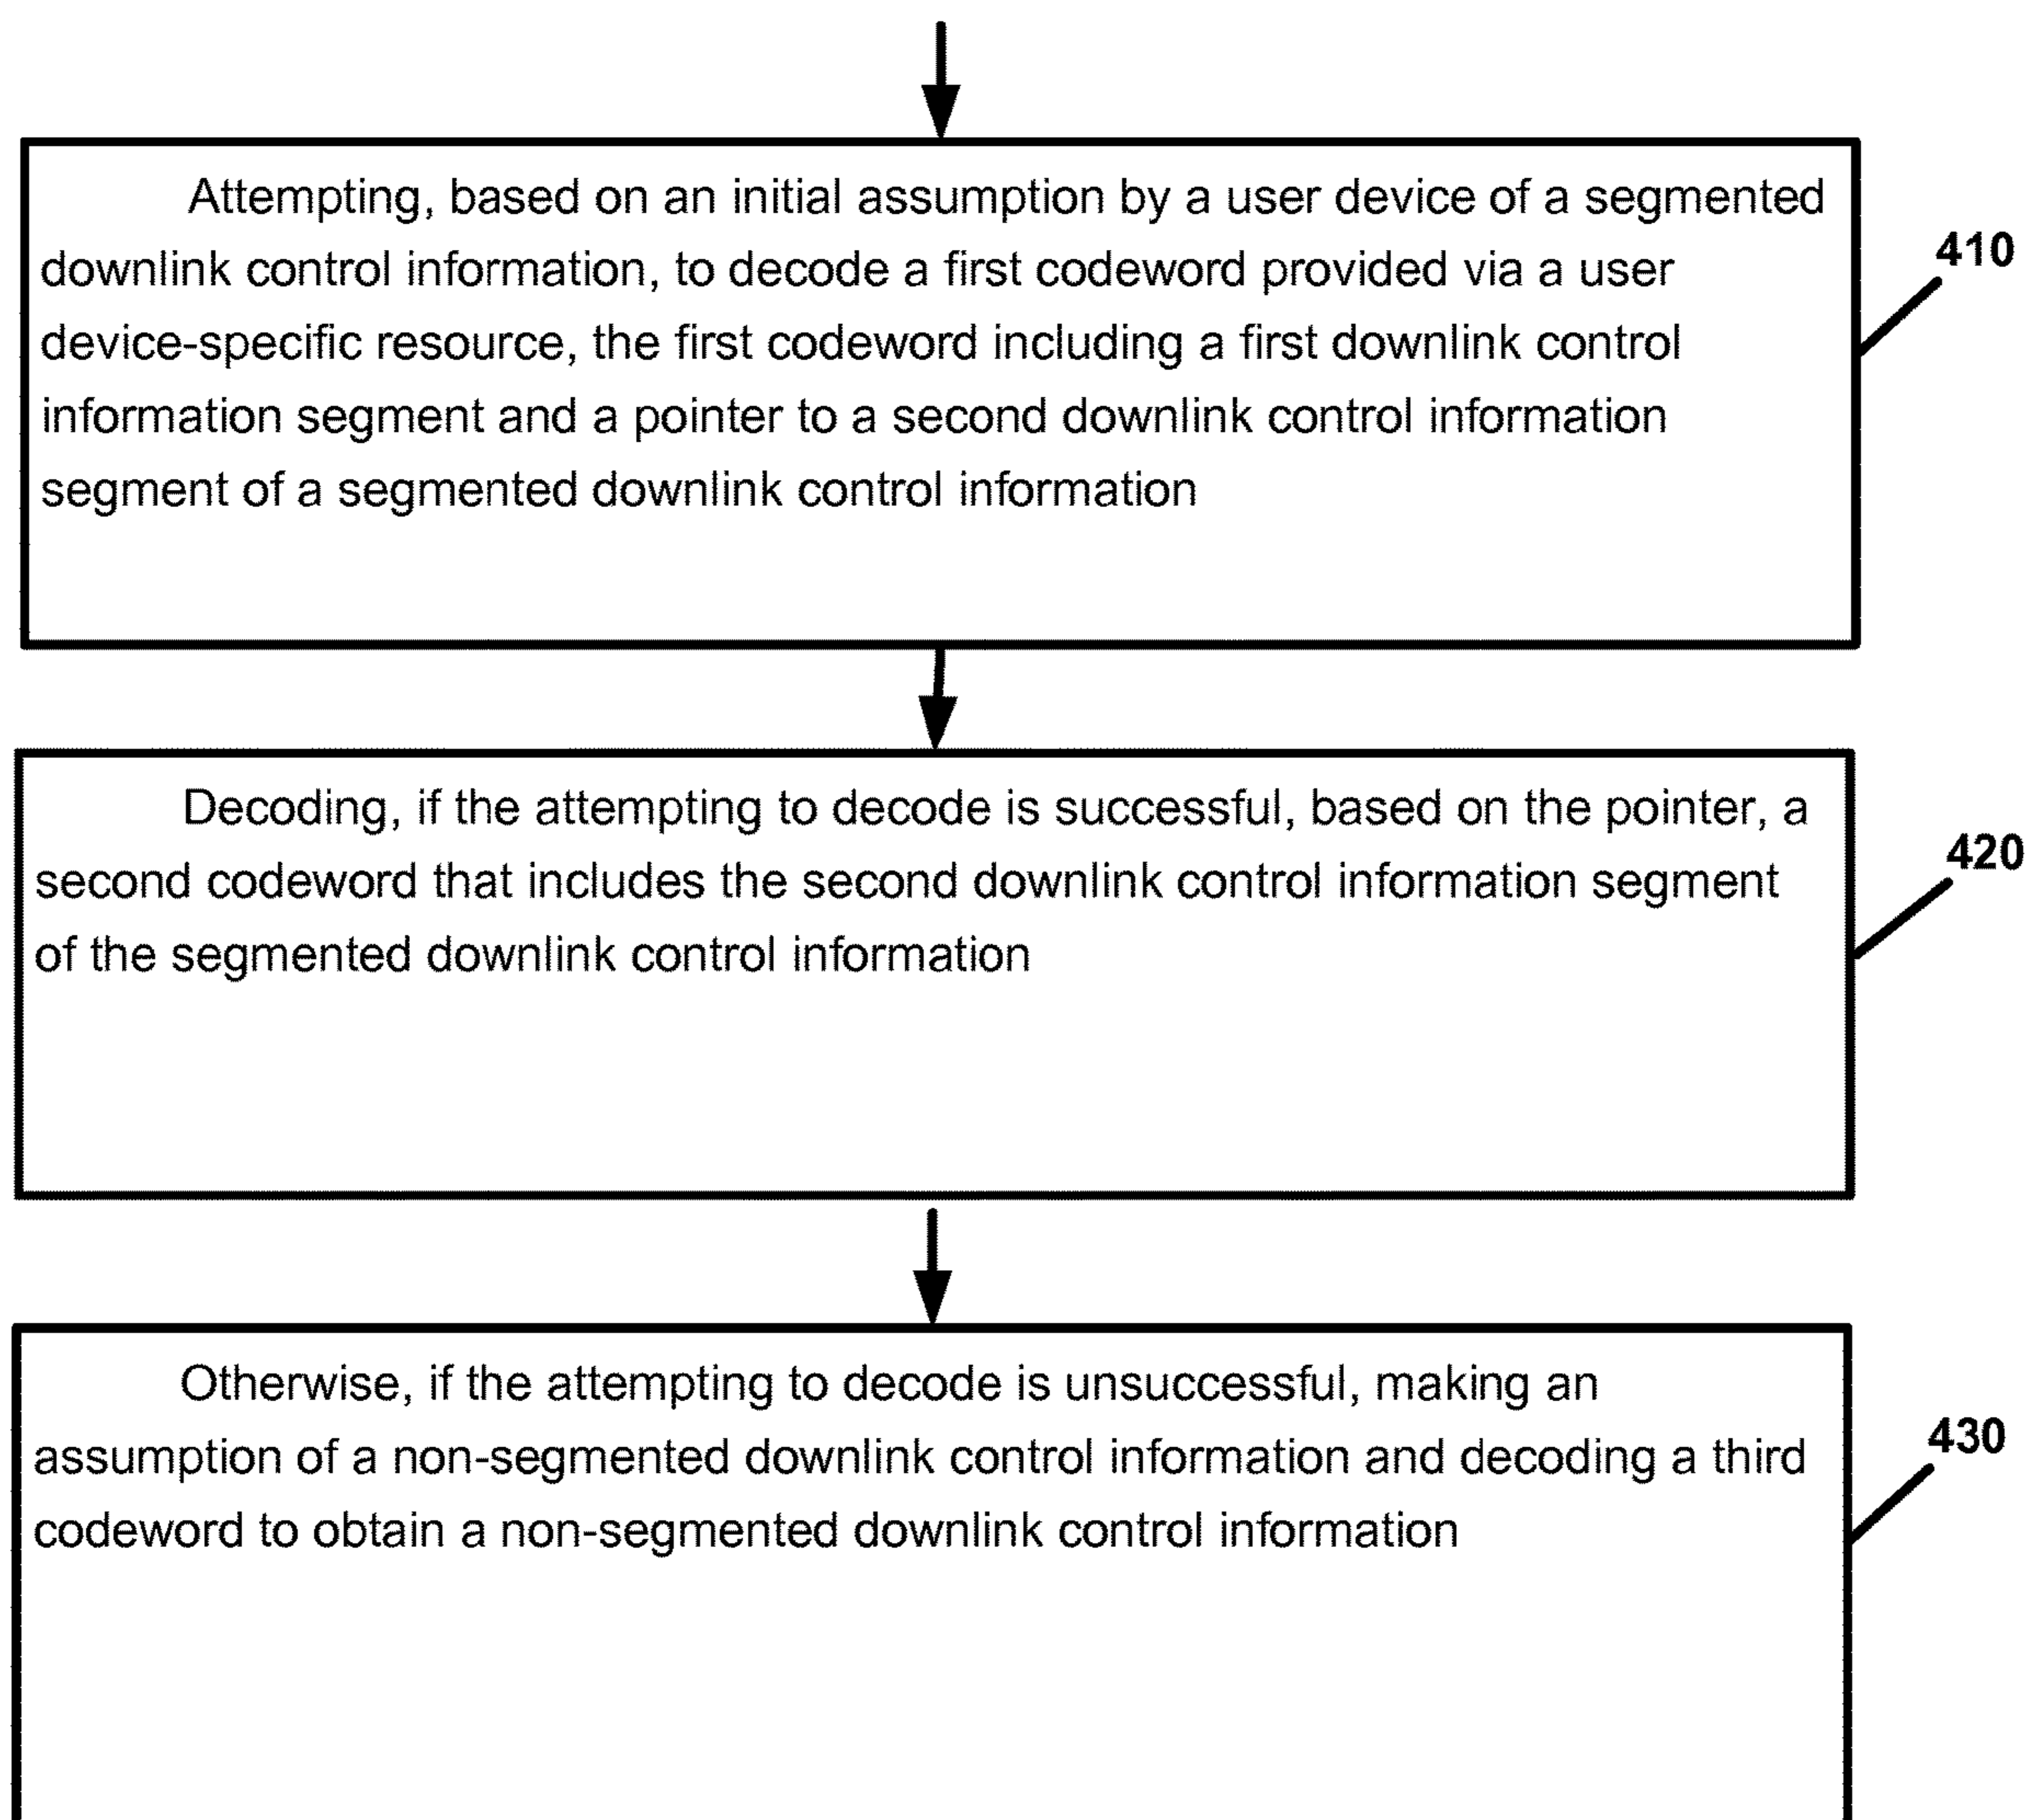 Attempting, based on an initial assumption by a user device of a segmented
downlink control information, to decode a first codeword provided via a user
device-specific resource, the first codeword including a first downlink control
information segment and a pointer to a second downlink control information
segment of a segmented downlink control information
410
Decoding, if the attempting to decode is successful, based on the pointer, a
second codeword that includes the second downlink control information segment
of the segmented downlink control information
420
Otherwise, if the attempting to decode is unsuccessful, making an
assumption of a non-segmented downlink control information and decoding a third
codeword to obtain a non-segmented downlink control information
430